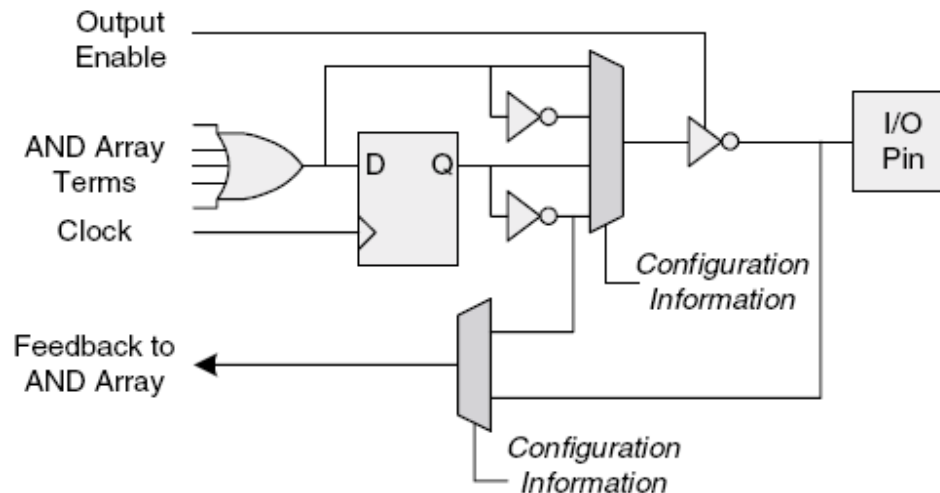 Output
Enable
AND Array
Terms
Clock
D Q
I/O
Pin
Configuration
Information
Feedback to
AND Array
Configuration
Information